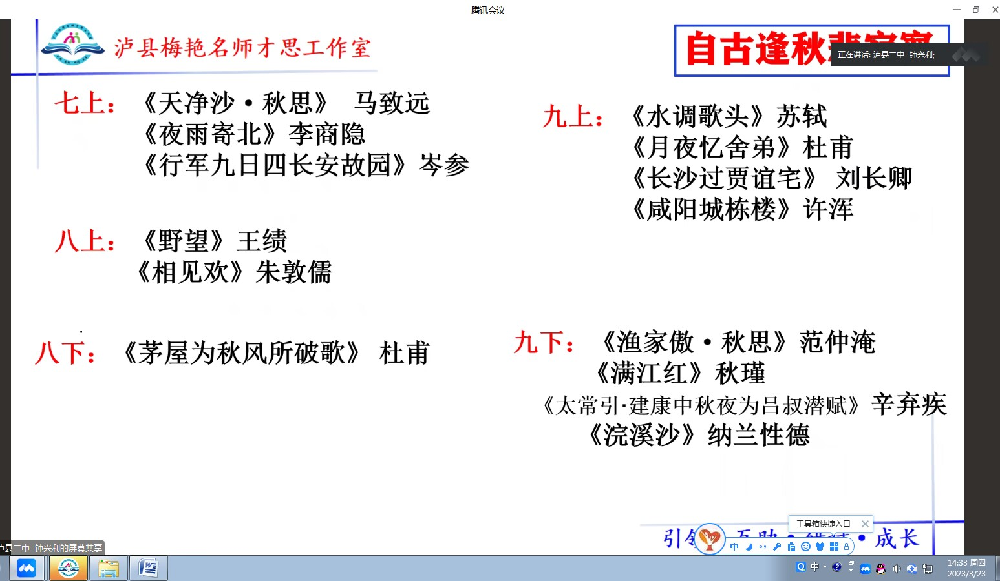 腾讯会议
泸县梅艳名师才思工作室
自古逢秋悲寂寥
正在讲话: 泸县二中 钟兴利;
七上：《天净沙·秋思》 马致远
《夜雨寄北》李商隐
《行军九日四长安故园》岑参
八上：《野望》王绩
《相见欢》朱敦儒
八下：《茅屋为秋风所破歌》 杜甫
九上：《水调歌头》苏轼
《月夜忆舍弟》杜甫
《长沙过贾谊宅》 刘长卿
《咸阳城栋楼》许浑
九下：《渔家傲·秋思》范仲淹
《满江红》秋瑾
《太常引·建康中秋夜为吕叔潜赋》辛弃疾
《浣溪沙》纳兰性德
工具箱快捷入口
引领 互助 · · 成长
中
泸县二中 钟兴利的屏幕共享
中
14:33 周四
2023/3/23